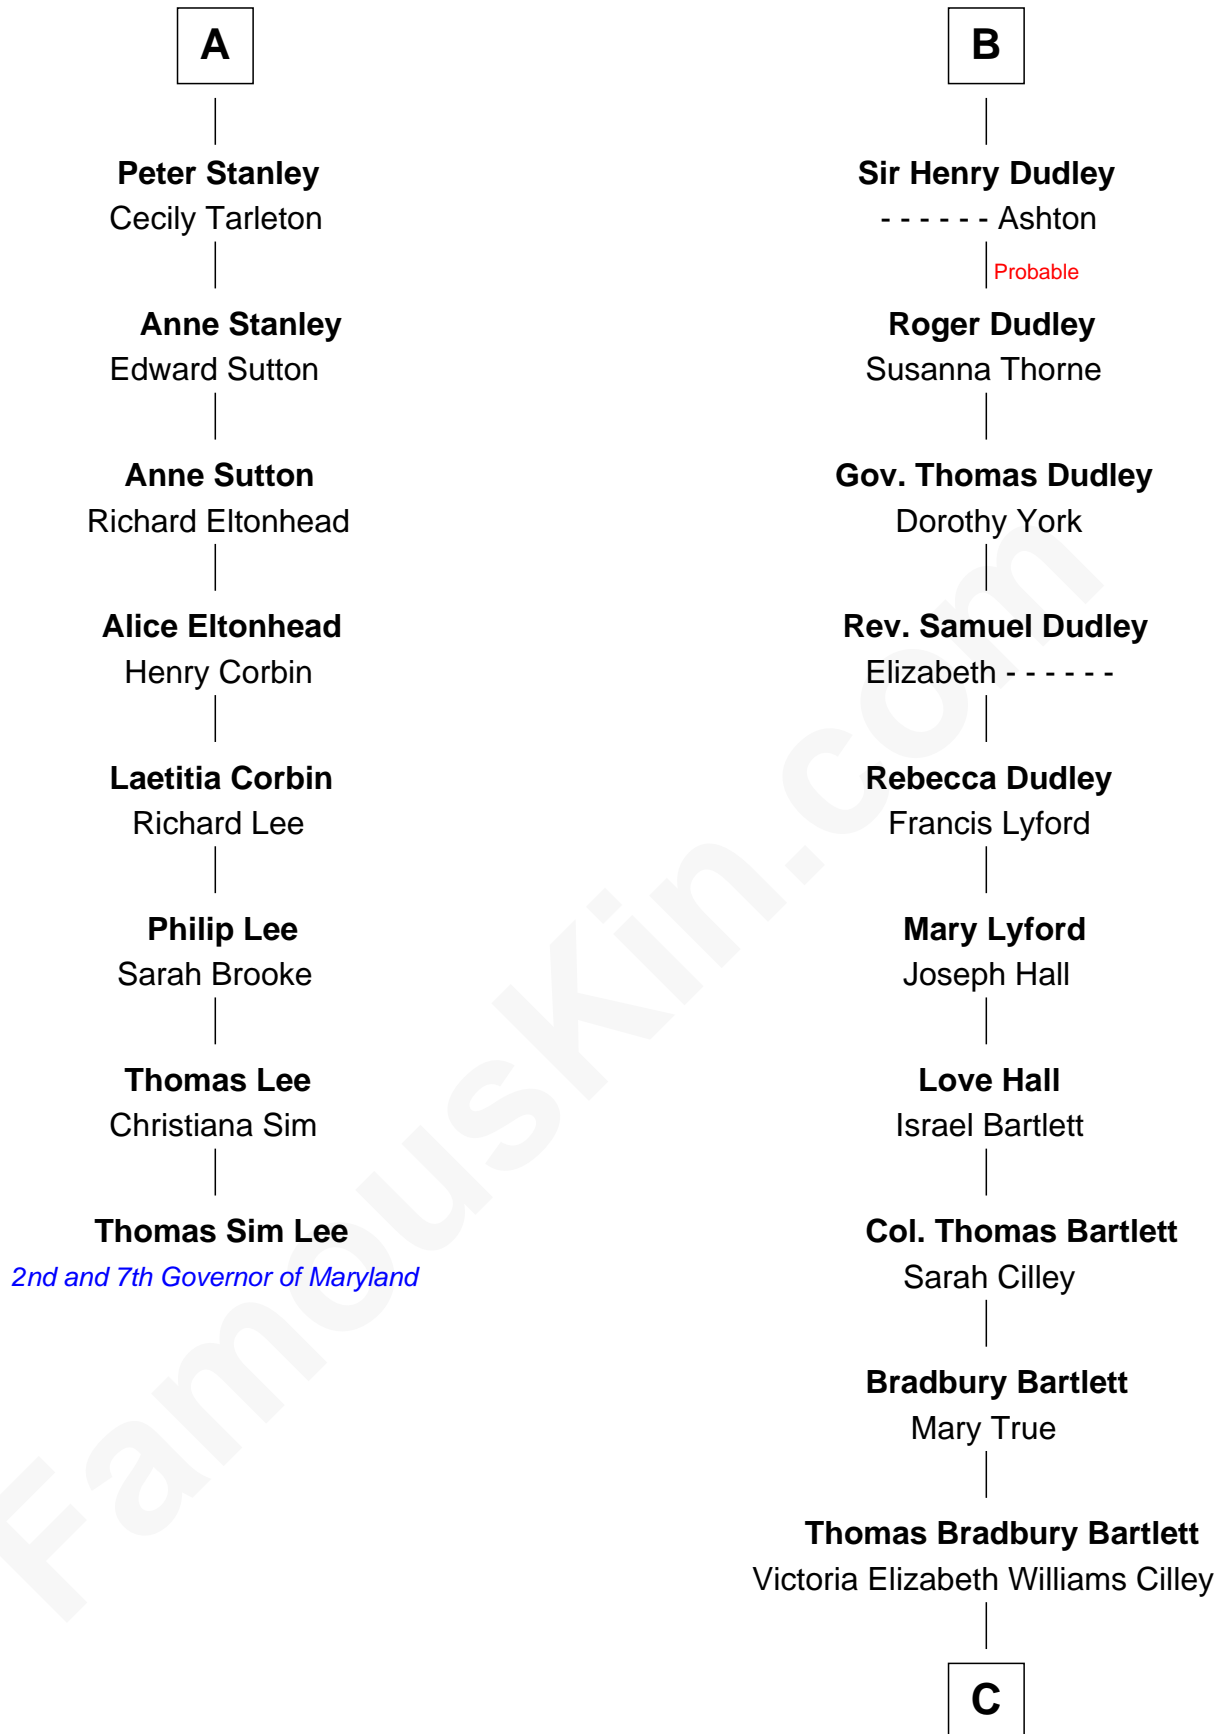 A
Peter Stanley
Cecily Tarleton
Anne Stanley
Edward Sutton
Anne Sutton
Richard Eltonhead
Alice Eltonhead
Henry Corbin
Laetitia Corbin
Richard Lee
Philip Lee
Sarah Brooke
Thomas Lee
Christiana Sim
Thomas Sim Lee
2nd and 7th Governor of Maryland
B
Sir Henry Dudley
- - - - - - Ashton
Probable
Roger Dudley
Susanna Thorne
Gov. Thomas Dudley
Dorothy York
Rev. Samuel Dudley
Elizabeth - - - - - -
Rebecca Dudley
Francis Lyford
Mary Lyford
Joseph Hall
Love Hall
Israel Bartlett
Col. Thomas Bartlett
Sarah Cilley
Bradbury Bartlett
Mary True
Thomas Bradbury Bartlett
Victoria Elizabeth Williams Cilley
C
FamousKin.com